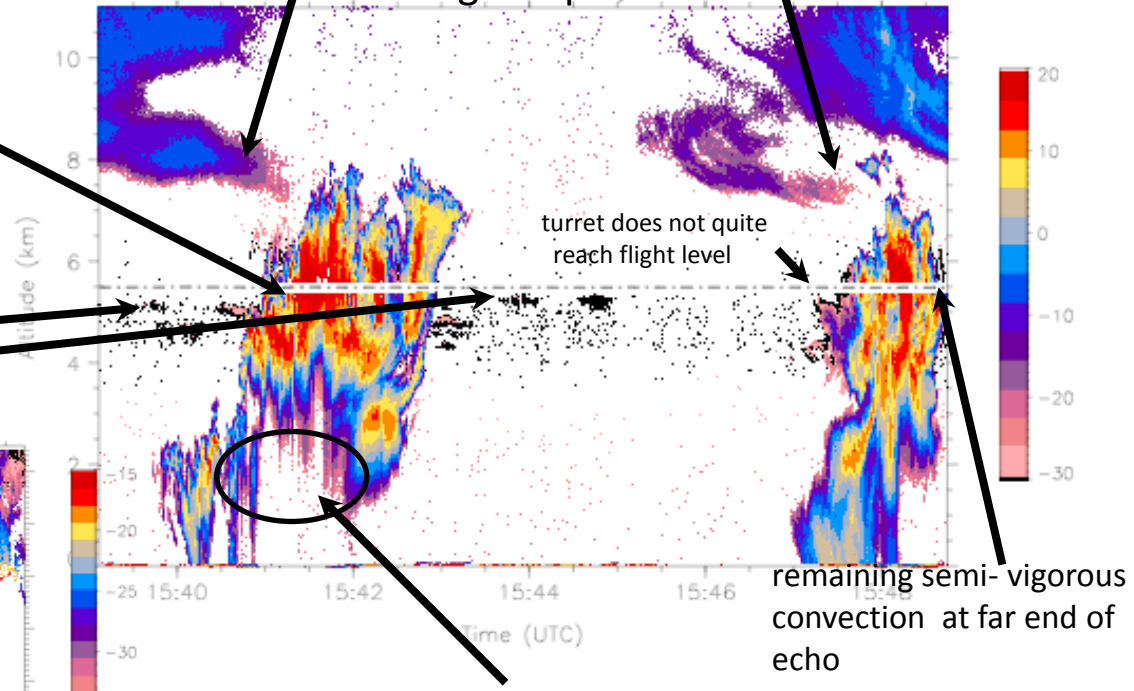 10
8
6
4
2
Altitude (km)
15:40
15:42
15:44
15:46
15:48
Time (UTC)
turret does not quite
reach flight level
20
10
0
-10
-20
-30
-15
-20
-25
-30
remaining semi- vigorous
convection at far end of
echo